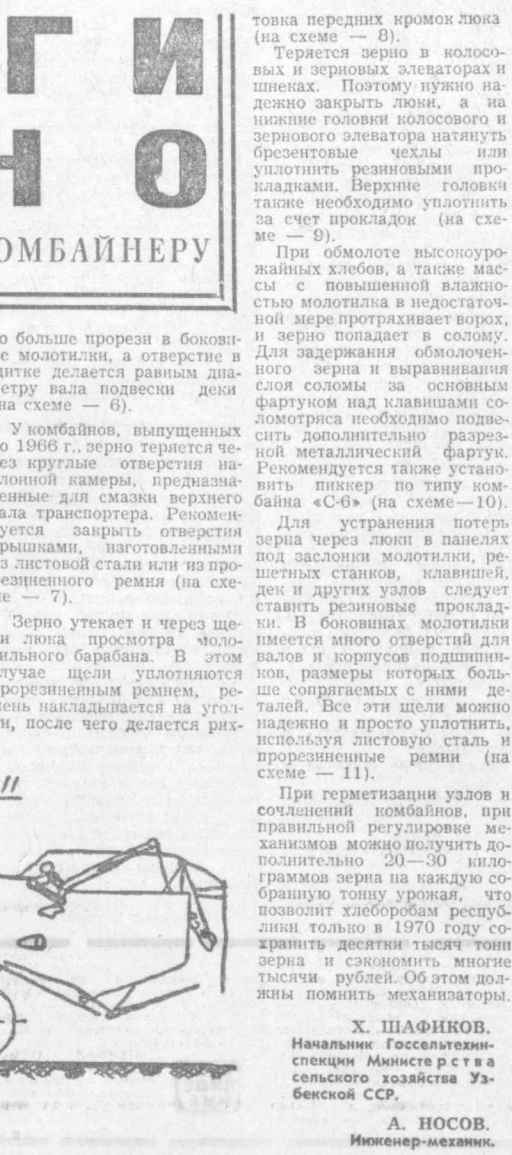 ГИ
НО
ОМБАЙНЕРУ
о больше прорези в бокови-
е молотилки, а отверстие в
щитке делается равным диа-
етру вала подвески деки
на схеме — 6).
У комбайнов, выпущенных
о 1966 г., зерно теряется че-
ез круглые отверстия на-
лонной камеры, предназна-
енные для смазки верхнего
ала транспортера. Рекомен-
уется закрыть отверстия
рышками, изготовленными
з листовой стали или из про-
езиненного ремня (на схе-
е — 7).
Зерно утекает и через ще-
и люка просмотра моло-
ильного барабана. В этом
лучае щели уплотняются
рорезиненным ремнем, ре-
ень накладывается на угол-
и, после чего делается рих-
товка передних кромок люка
(на схеме — 8).
Теряется зерно в колосо-
вых и зерновых элеваторах и
шнеках. Поэтому нужно на-
дежно закрыть люки, а на
нижние головки колосового и
зернового элеватора натянуть
брезентовые чехлы или
уплотнить резиновыми про-
кладками. Верхние головки
также необходимо уплотнить
за счет прокладок (на схе-
ме — 9).
При обмолоте высокоуро-
жайных хлебов, а также мас-
сы с повышенной влажно-
стью молотилка в недостаточ-
ной мере протряхивает ворох,
и зерно попадает в солому.
Для задержания обмолочен-
ного зерна и выравнивания
слоя соломы за основным
фартуком над клавишами со-
ломотряса необходимо подве-
сить дополнительно разрез-
ной металлический фартук.
Рекомендуется также устано-
вить пиккер по типу ком-
байна «С-6» (на схеме—10).
Для устранения потерь
зерна через люки в панелях
под заслонки молотилки, ре-
шетных станков, клавишей,
дек и других узлов следует
ставить резиновые проклад-
ки. В боковинах молотилки
имеется много отверстий для
валов и корпусов подшипни-
ков, размеры которых боль-
ше сопрягаемых с ними де-
талей. Все эти щели можно
надежно и просто уплотнить,
используя листовую сталь и
прорезиненные ремни (на
схеме — 11).
При герметизации узлов и
сочленений комбайнов, при
правильной регулировке ме-
ханизмов можно получить до-
полнительно 20—30 кило-
граммов зерна на каждую со-
бранную тонну урожая, что
позволит хлеборобам респуб-
лики только в 1970 году со-
хранить десятки тысяч тонн
зерна и сэкономить многие
тысячи рублей. Об этом дол-
жны помнить механизаторы.
Х. ШАФИКОВ.
Начальник Госсельтехин-
спекции Министерства
сельского хозяйства Уз-
бекской ССР.
А. НОСОВ.
Инженер-механик.